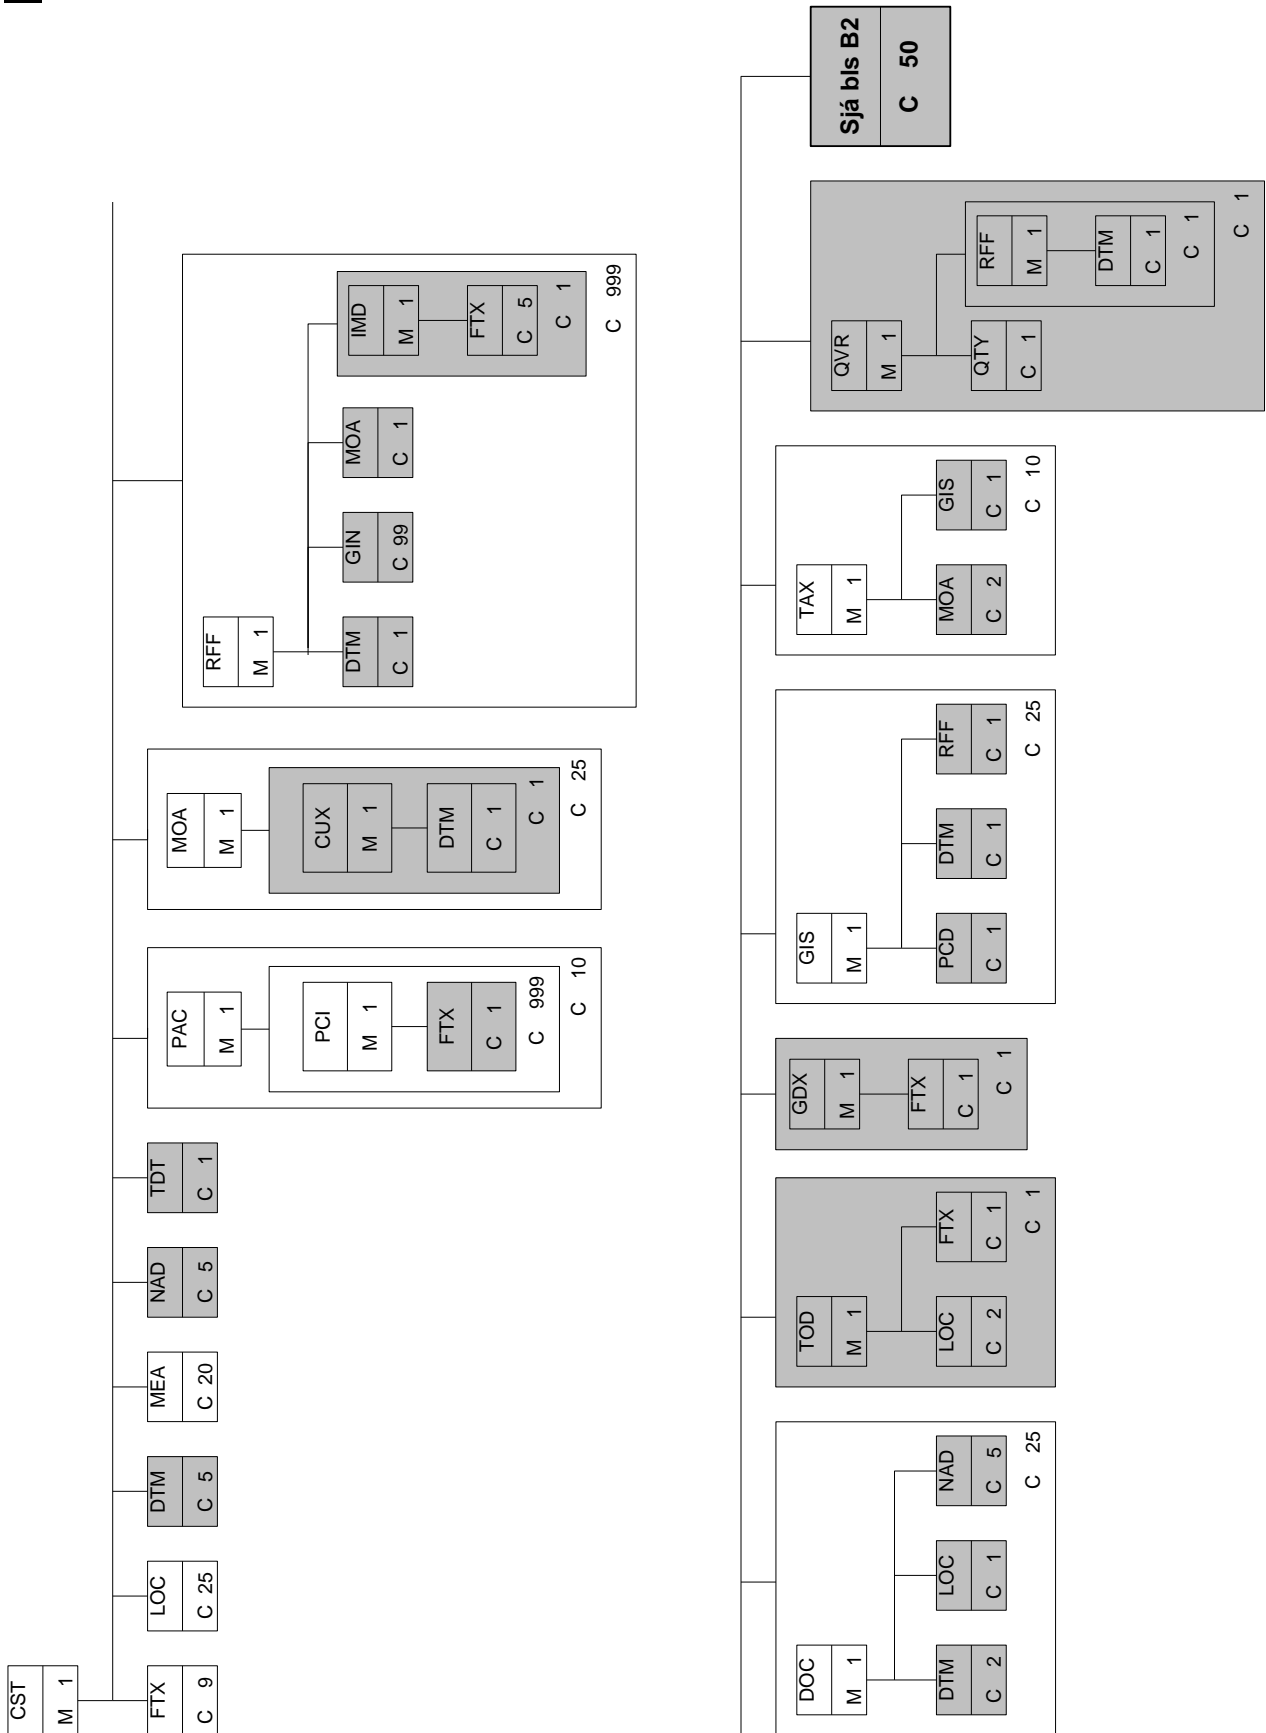 CST
M 1
FTX
C 9
LOC
C 25
DTM
C 5
MEA
C 20
NAD
C 5
TDT
C 1
PAC
M 1
PCI
M 1
FTX
C 1
C 999
C 10
MOA
M 1
CUX
M 1
DTM
C 1
C 1
C 25
RFF
M 1
DTM
C 1
GIN
C 99
MOA
C 1
IMD
M 1
FTX
C 5
C 1
C 999
DOC
M 1
DTM
C 2
LOC
C 1
NAD
C 5
C 25
TOD
M 1
LOC
C 2
FTX
C 1
C 1
GDX
M 1
FTX
C 1
C 1
GIS
M 1
PCD
C 1
DTM
C 1
RFF
C 1
C 25
TAX
M 1
MOA
C 2
GIS
C 1
C 10
QVR
M 1
QTY
C 1
RFF
M 1
DTM
C 1
C 1
C 1
Sjá bls B2
C 50